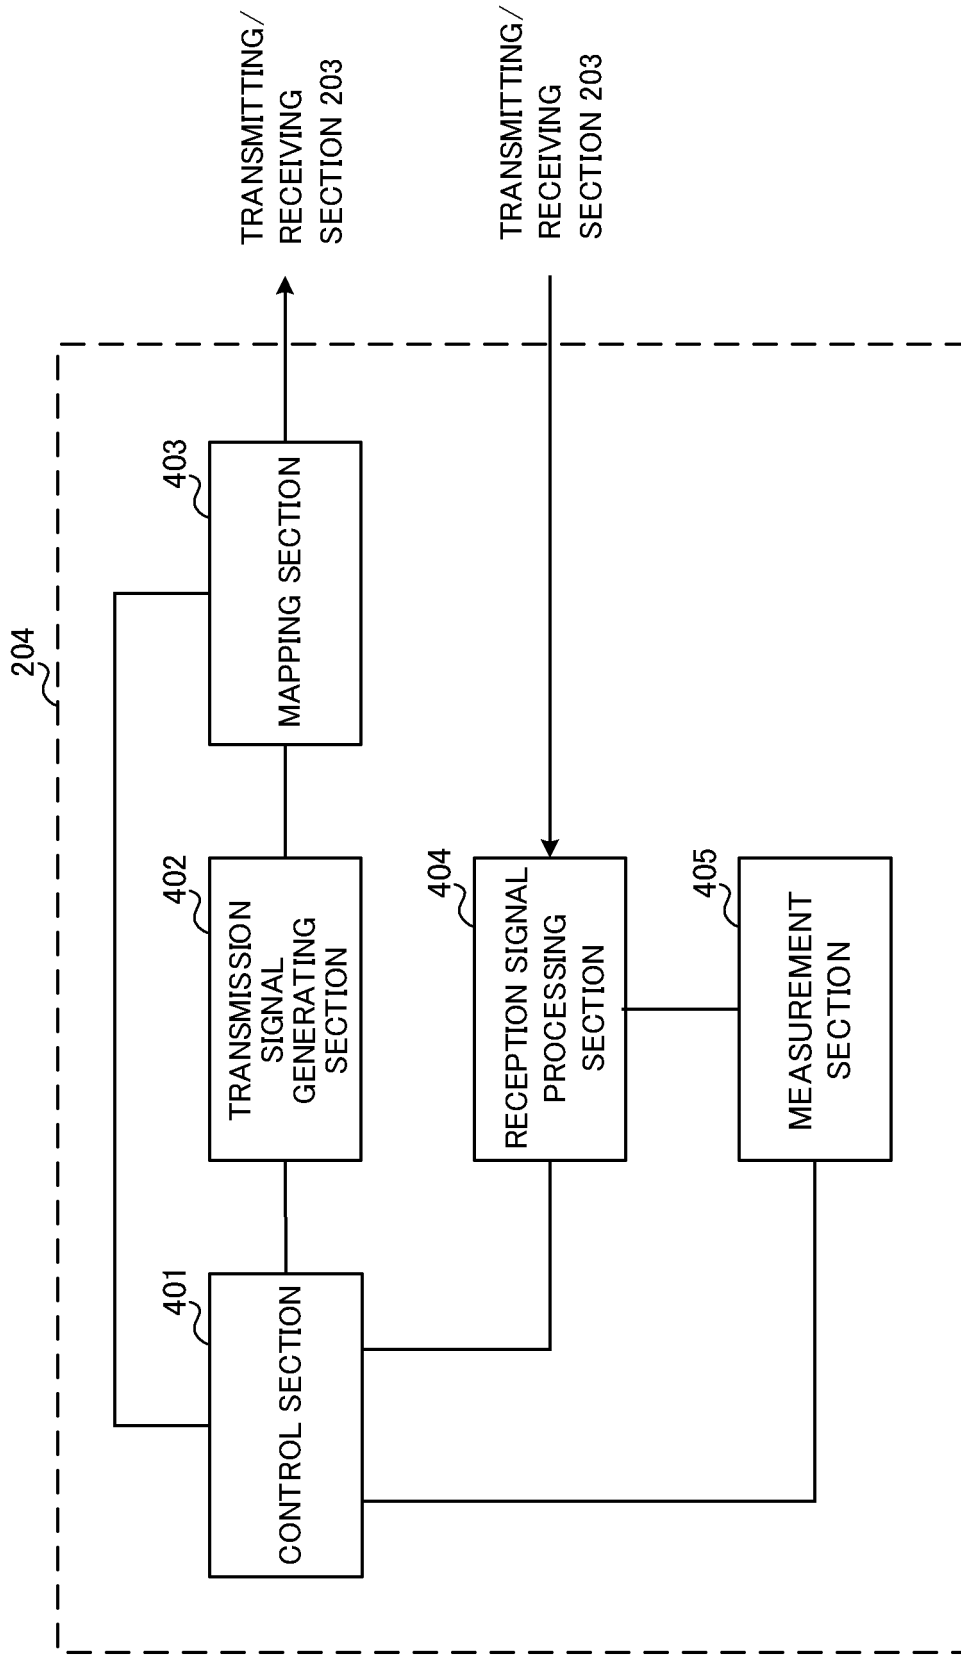 204
401
CONTROL SECTION
402
TRANSMISSION
SIGNAL
GENERATING
SECTION
403
MAPPING SECTION
TRANSMITTING/
RECEIVING
SECTION 203
404
RECEPTION SIGNAL
PROCESSING
SECTION
TRANSMITTING/
RECEIVING
SECTION 203
405
MEASUREMENT
SECTION